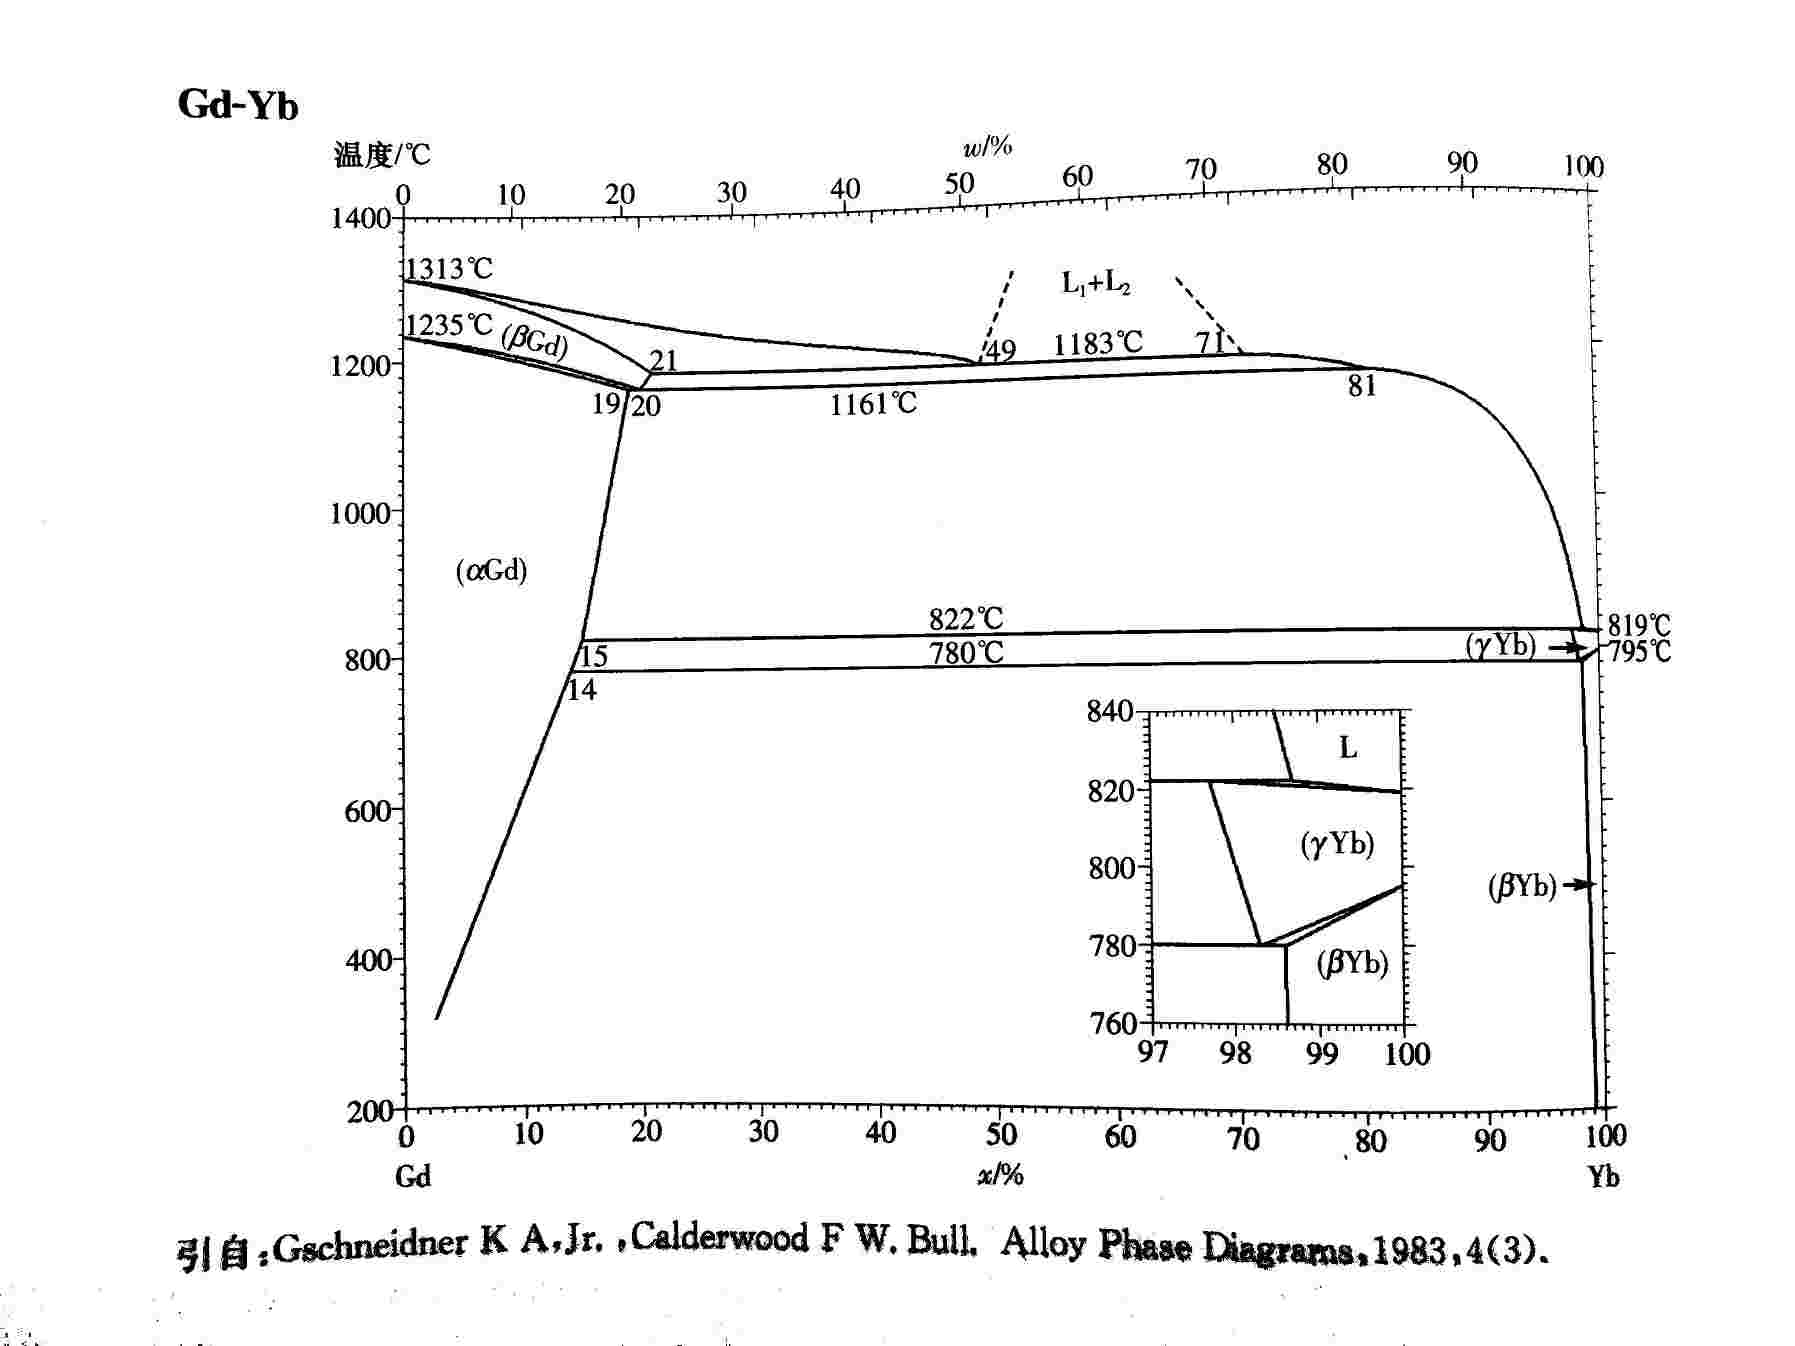 Gd-Yb
温度/℃
w/%
0 10 20 30 40 50 60 70 80 90 100
1400
1313℃
L₁+L₂
1235℃
(βGd)
21
49
1183℃
71
1200
19
20
1161℃
81
1000
(αGd)
822℃
819℃
800
15
780℃
(γYb)
795℃
14
840
L
820
(γYb)
600
800
(βYb)
400
780
(βYb)
760
97 98 99 100
200
0 10 20 30 40 50 60 70 80 90 100
Gd
x/%
Yb
引自:Gschneidner K A,Jr. ,Calderwood F W. Bull. Alloy Phase Diagrams,1983,4(3).